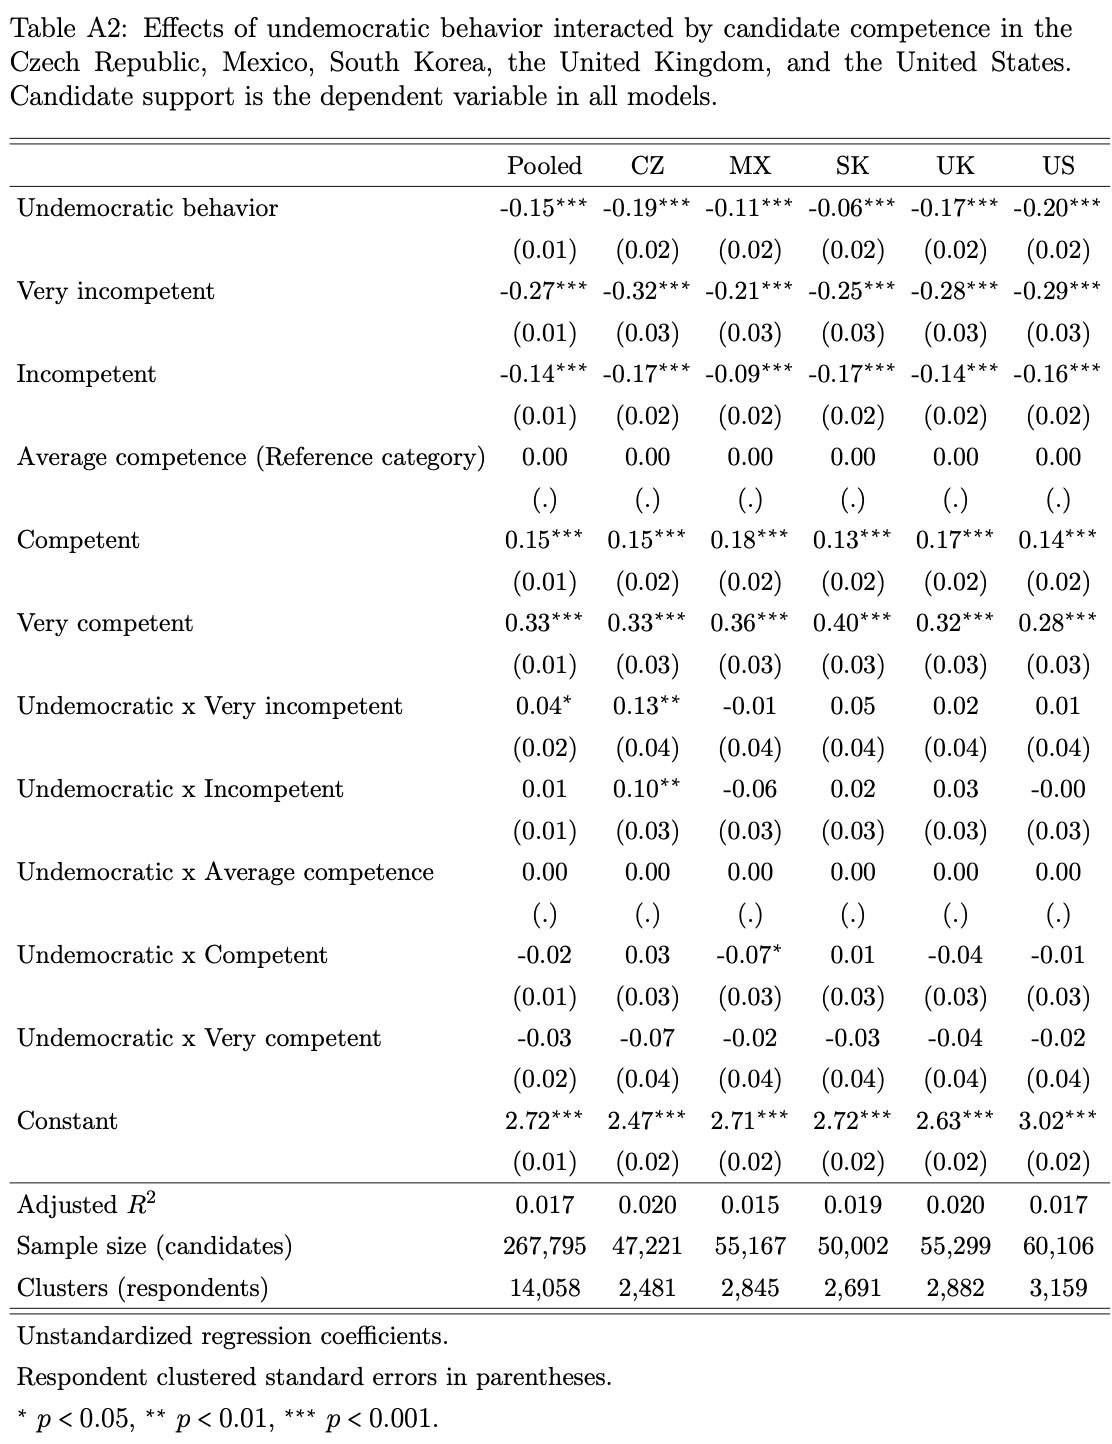 Table A2: Effects of undemocratic behavior interacted by candidate competence in the
Czech Republic, Mexico, South Korea, the United Kingdom, and the United States.
Candidate support is the dependent variable in all models.
Pooled CZ MX SK UK US
Undemocratic behavior -0.15*** -0.19*** -0.11*** -0.06*** -0.17*** -0.20***
(0.01) (0.02) (0.02) (0.02) (0.02) (0.02)
Very incompetent -0.27*** -0.32*** -0.21*** -0.25*** -0.28*** -0.29***
(0.01) (0.03) (0.03) (0.03) (0.03) (0.03)
Incompetent -0.14*** -0.17*** -0.09*** -0.17*** -0.14*** -0.16***
(0.01) (0.02) (0.02) (0.02) (0.02) (0.02)
Average competence (Reference category) 0.00 0.00 0.00 0.00 0.00 0.00
(.) (.) (.) (.) (.) (.)
Competent 0.15*** 0.15*** 0.18*** 0.13*** 0.17*** 0.14***
(0.01) (0.02) (0.02) (0.02) (0.02) (0.02)
Very competent 0.33*** 0.33*** 0.36*** 0.40*** 0.32*** 0.28***
(0.01) (0.03) (0.03) (0.03) (0.03) (0.03)
Undemocratic x Very incompetent 0.04* 0.13** -0.01 0.05 0.02 0.01
(0.02) (0.04) (0.04) (0.04) (0.04) (0.04)
Undemocratic x Incompetent 0.01 0.10** -0.06 0.02 0.03 -0.00
(0.01) (0.03) (0.03) (0.03) (0.03) (0.03)
Undemocratic x Average competence 0.00 0.00 0.00 0.00 0.00 0.00
(.) (.) (.) (.) (.) (.)
Undemocratic x Competent -0.02 0.03 -0.07* 0.01 -0.04 -0.01
(0.01) (0.03) (0.03) (0.03) (0.03) (0.03)
Undemocratic x Very competent -0.03 -0.07 -0.02 -0.03 -0.04 -0.02
(0.02) (0.04) (0.04) (0.04) (0.04) (0.04)
Constant 2.72*** 2.47*** 2.71*** 2.72*** 2.63*** 3.02***
(0.01) (0.02) (0.02) (0.02) (0.02) (0.02)
Adjusted R² 0.017 0.020 0.015 0.019 0.020 0.017
Sample size (candidates) 267,795 47,221 55,167 50,002 55,299 60,106
Clusters (respondents) 14,058 2,481 2,845 2,691 2,882 3,159
Unstandardized regression coefficients.
Respondent clustered standard errors in parentheses.
* p < 0.05, ** p < 0.01, *** p < 0.001.